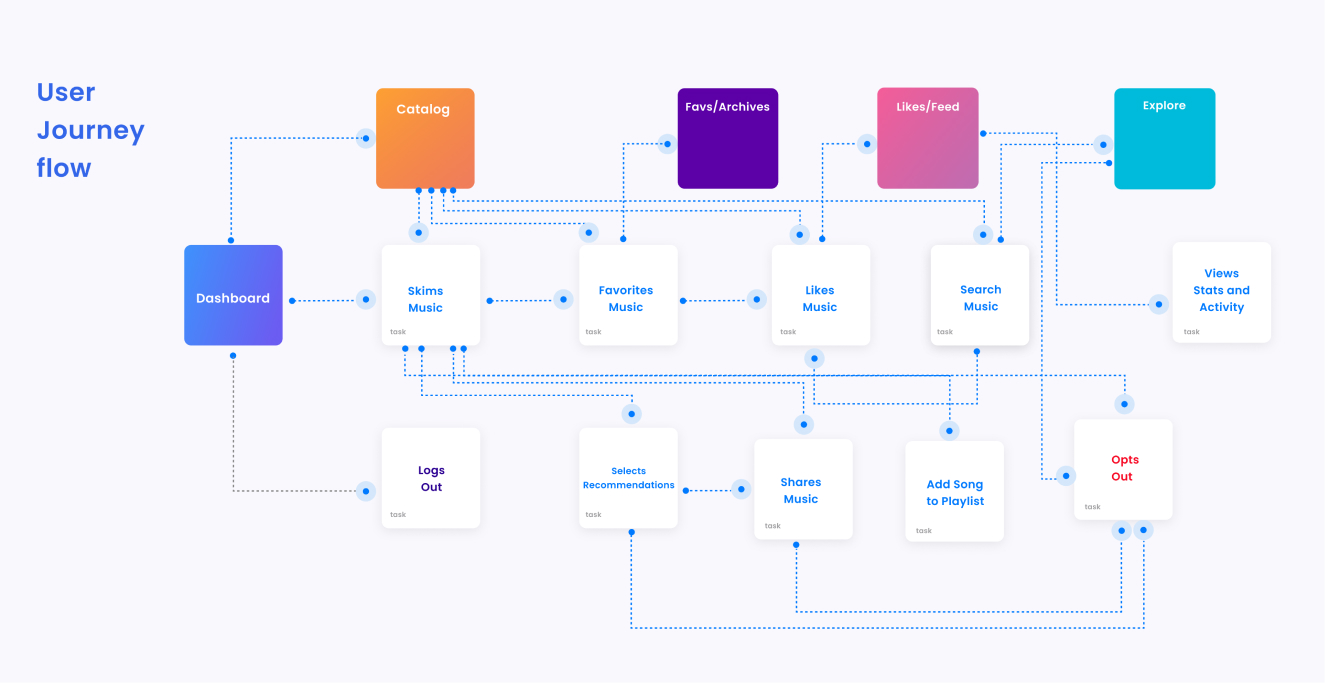 User
Journey
flow
Catalog
Favs/Archives
Likes/Feed
Explore
Dashboard
Skims
Music
task
Favorites
Music
task
Likes
Music
task
Search
Music
task
Views
Stats and
Activity
task
Logs
Out
task
Selects
Recommendations
task
Shares
Music
task
Add Song
to Playlist
task
Opts
Out
task